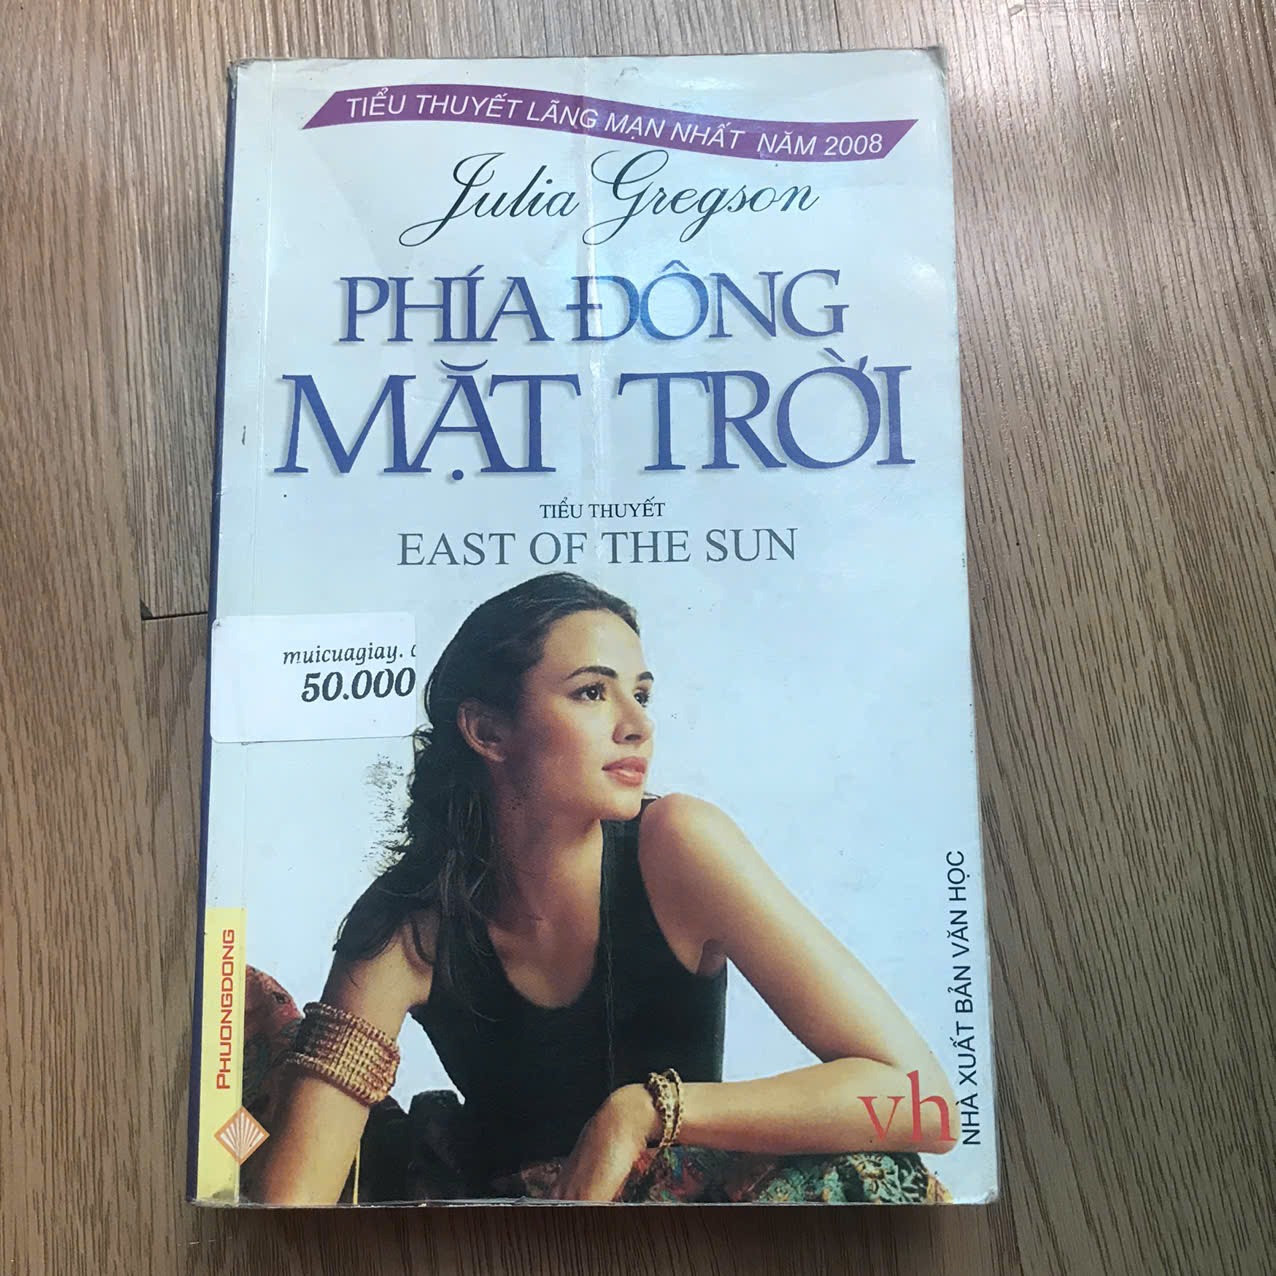 TIỂU THUYẾT LÃNG MẠN NHẤT NĂM 2008
Julia Gregson
PHÍA ĐÔNG
MẶT TRỜI
TIỂU THUYẾT
EAST OF THE SUN
muicuagiay.
50.000
PHUONGDONG
vh
NHÀ XUẤT BẢN VĂN HỌC